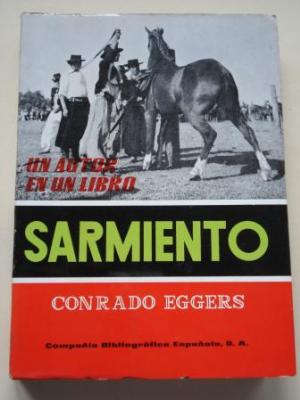 UN AUTOR
EN UN LIBRO
SARMIENTO
CONRADO EGGERS
Compañía Bibliográfica Española, S. A.